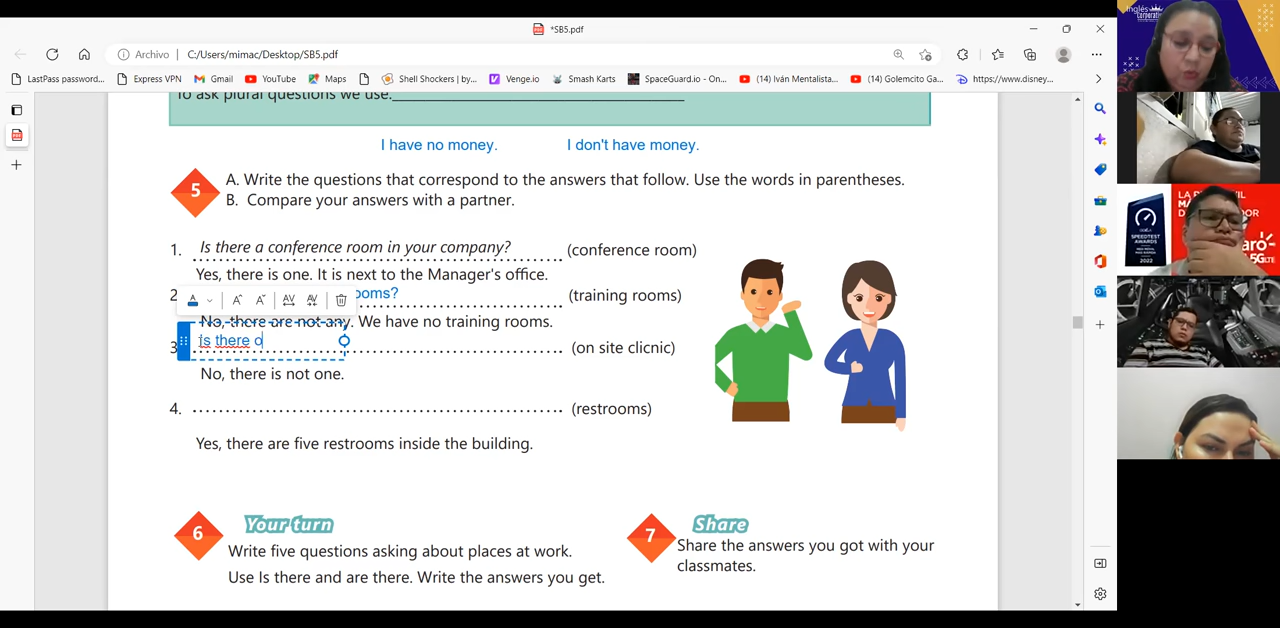 *SB5.pdf
Archivo
C:/Users/mimac/Desktop/SB5.pdf
LastPass password...
Express VPN
Gmail
YouTube
Maps
Shell Shockers | by...
Venge.io
Smash Karts
SpaceGuard.io - On...
(14) Iván Mentalista...
(14) Golemcito Ga...
https://www.disney...
To ask plural questions we use:
I have no money. I don't have money.
5
A. Write the questions that correspond to the answers that follow. Use the words in parentheses.
B. Compare your answers with a partner.
1. Is there a conference room in your company? (conference room)
Yes, there is one. It is next to the Manager's office.
2 ooms? (training rooms)
No, there are not any. We have no training rooms.
3 Is there o (on site clicnic)
No, there is not one.
4. (restrooms)
Yes, there are five restrooms inside the building.
6 Your turn
Write five questions asking about places at work.
Use Is there and are there. Write the answers you get.
7 Share
Share the answers you got with your
classmates.
Inglés
Corporativo
SPEEDTEST
AWARDS
2022
LA
Claro
5GLTE